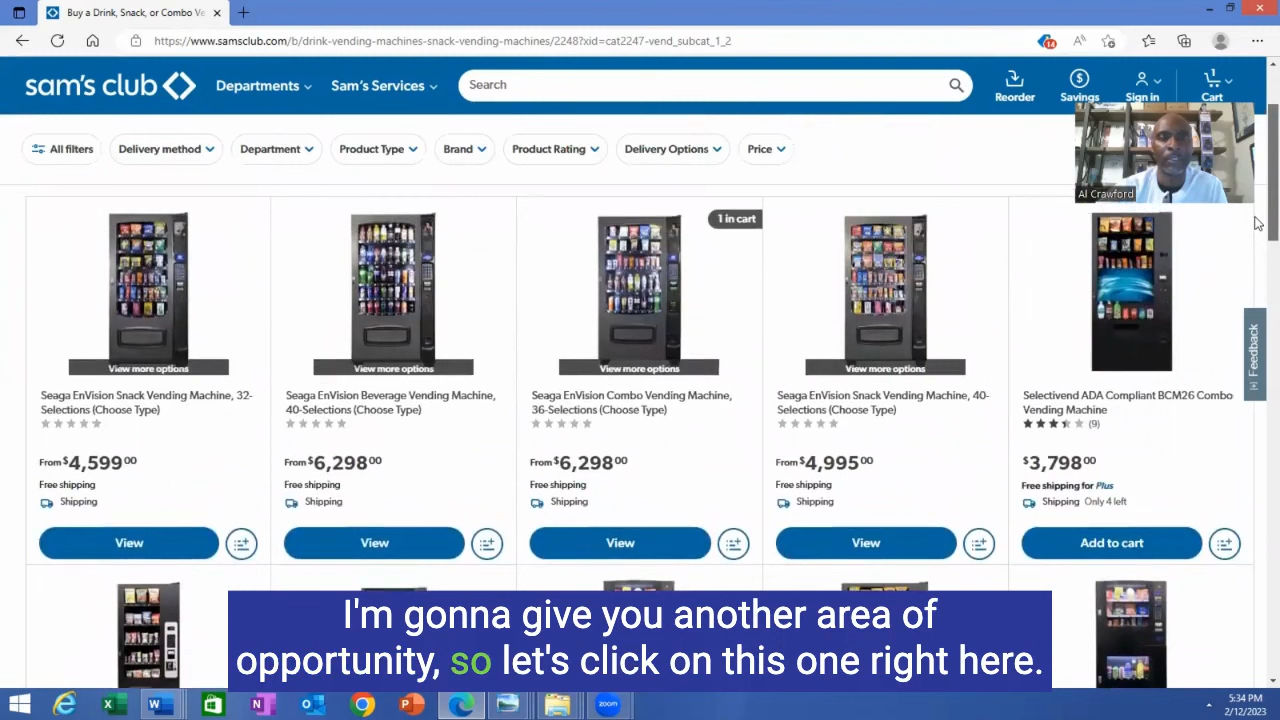 Buy a Drink, Snack, or Combo Ve
https://www.samsclub.com/b/drink-vending-machines-snack-vending-machines/2248?xid=cat2247-vend_subcat_1_2
14
sam's club
Departments
Sam's Services
Search
Reorder
Savings
Sign in
1
Cart
All filters
Delivery method
Department
Product Type
Brand
Product Rating
Delivery Options
Price
Al Crawford
1 in cart
View more options
View more options
View more options
View more options
Feedback
Seaga EnVision Snack Vending Machine, 32-
Selections (Choose Type)
From $4,599 00
Free shipping
Shipping
View
Seaga EnVision Beverage Vending Machine,
40-Selections (Choose Type)
From $6,298 00
Free shipping
Shipping
View
Seaga EnVision Combo Vending Machine,
36-Selections (Choose Type)
From $6,298 00
Free shipping
Shipping
View
Seaga EnVision Snack Vending Machine, 40-
Selections (Choose Type)
From $4,995 00
Free shipping
Shipping
View
Selectivend ADA Compliant BCM26 Combo
Vending Machine
(9)
$3,798 00
Free shipping for Plus
Shipping Only 4 left
Add to cart
I'm gonna give you another area of
opportunity, so let's click on this one right here.
zoom
5:34 PM
2/12/2023